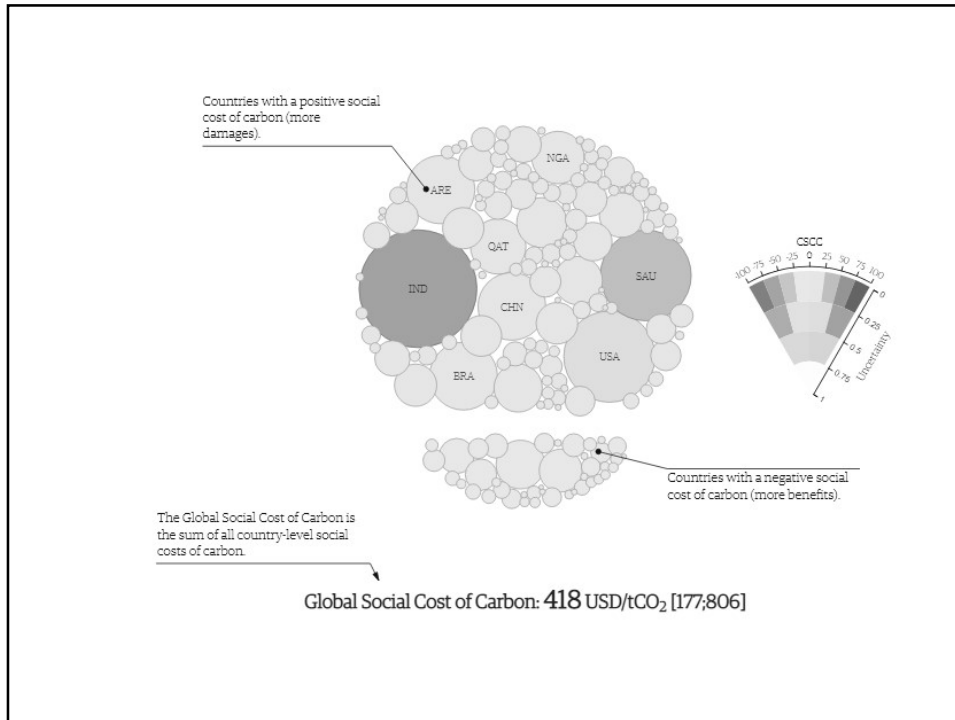 Countries with a positive social
cost of carbon (more
damages).
NGA
ARE
QAT
CSCC
-100 -75 -50 -25 0 25 50 75 100
IND
SAU
CHN
0
0.25
0.5
0.75
1
Uncertainty
USA
BRA
Countries with a negative social
cost of carbon (more benefits).
The Global Social Cost of Carbon is
the sum of all country-level social
costs of carbon.
Global Social Cost of Carbon: 418 USD/tCO₂ [177;806]